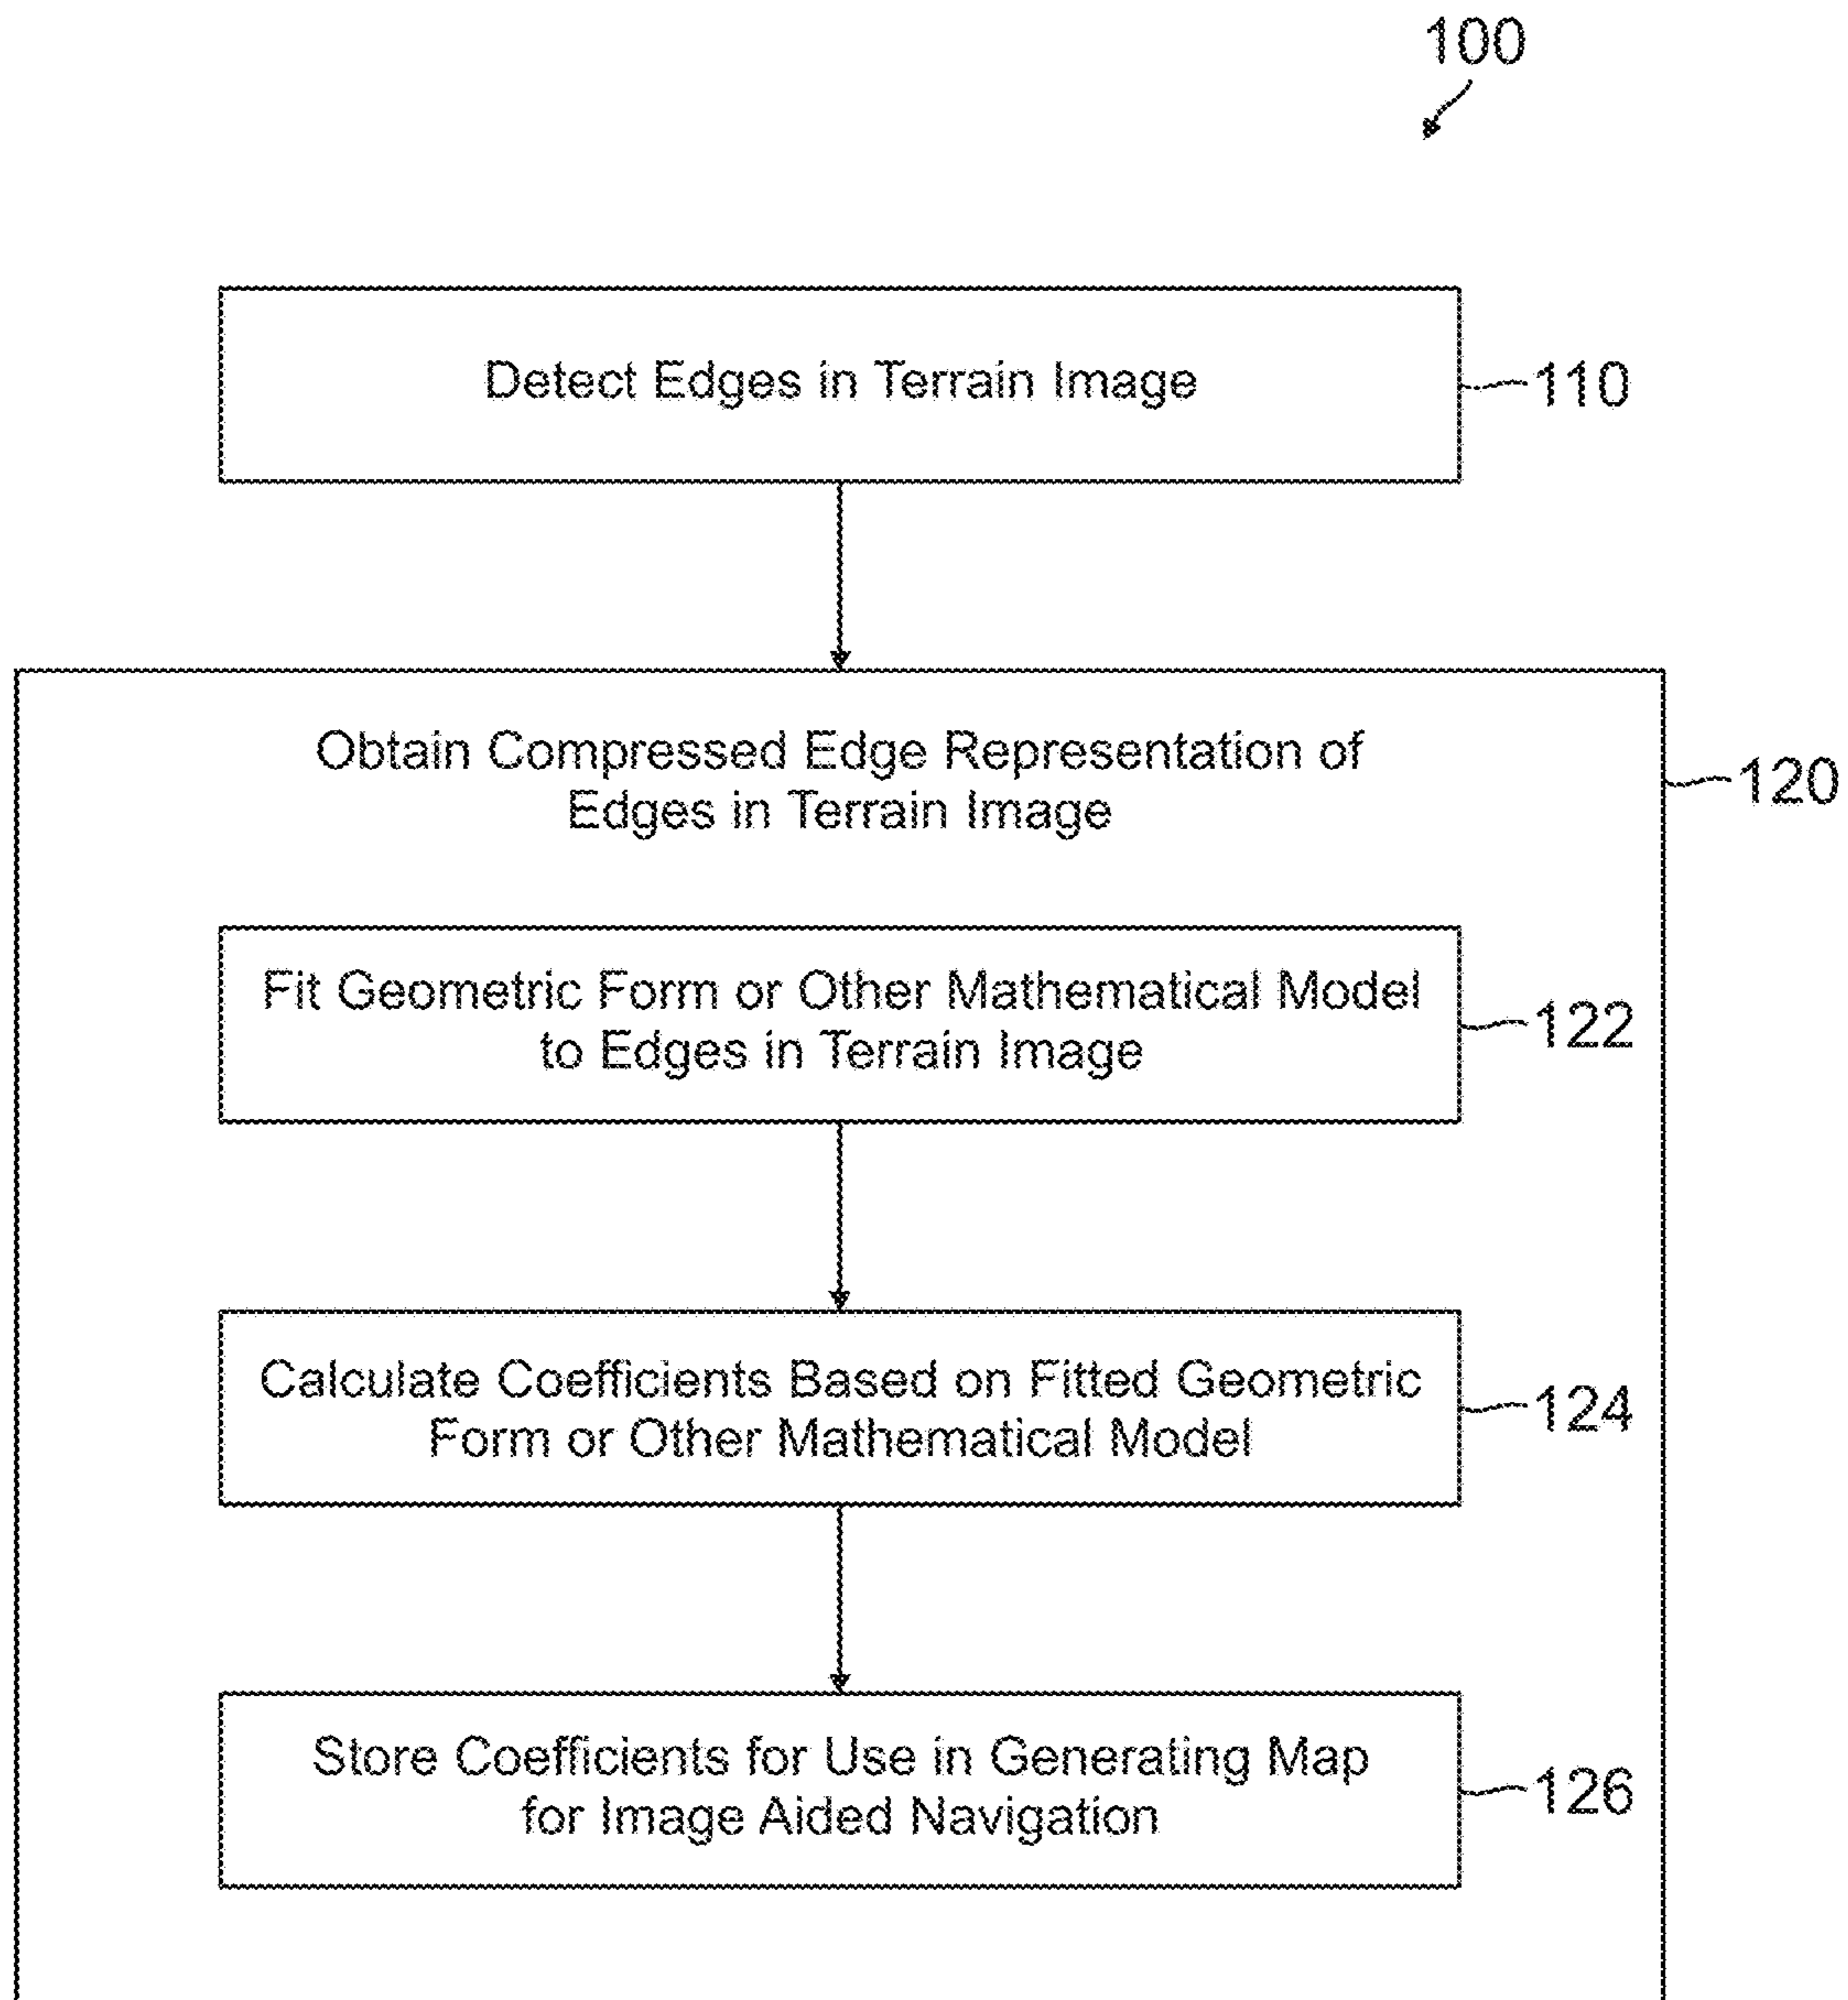 100
Detect Edges in Terrain Image
110
Obtain Compressed Edge Representation of
Edges in Terrain Image
120
Fit Geometric Form or Other Mathematical Model
to Edges in Terrain Image
122
Calculate Coefficients Based on Fitted Geometric
Form or Other Mathematical Model
124
Store Coefficients for Use in Generating Map
for Image Aided Navigation
126